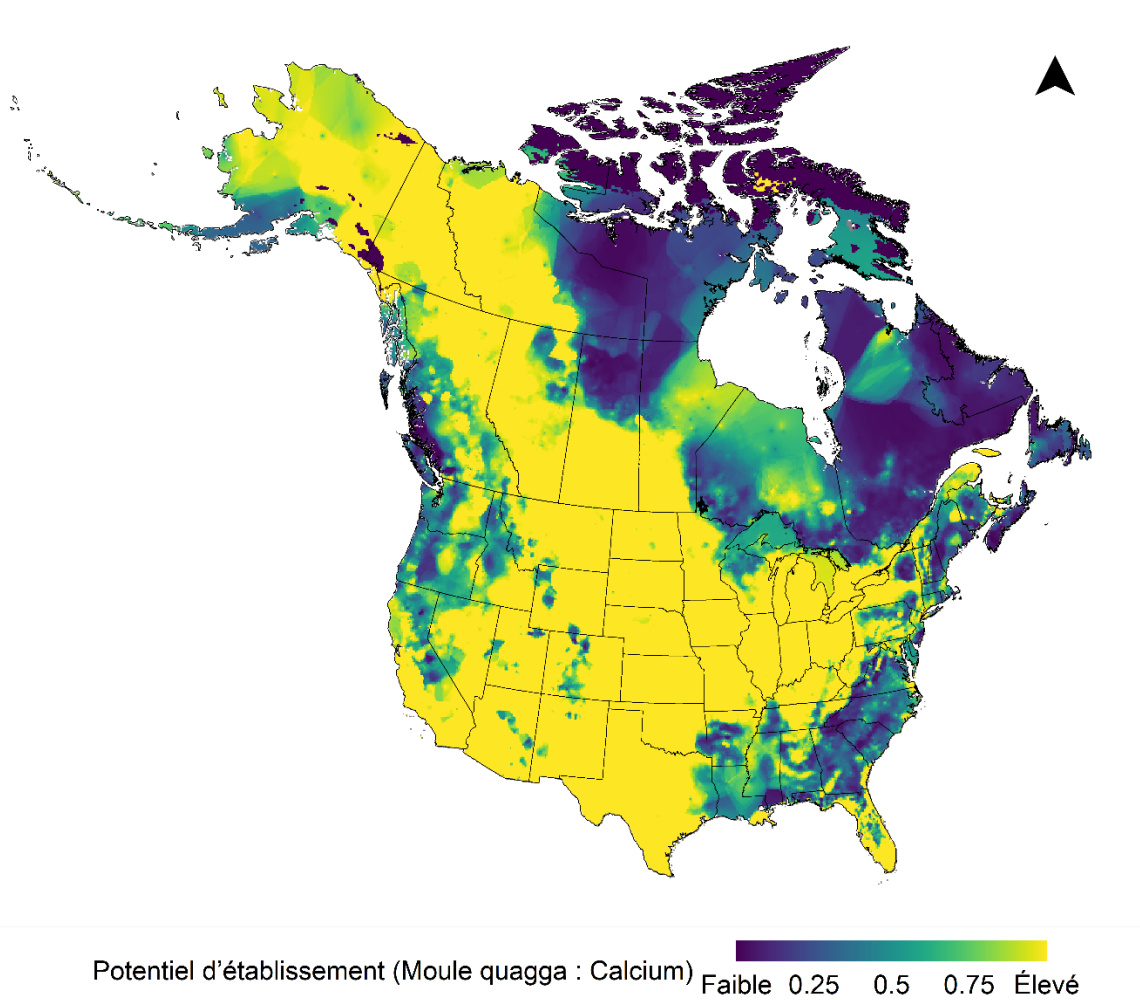 Potentiel d’établissement (Moule quagga : Calcium)
Faible 0.25 0.5 0.75 Élevé